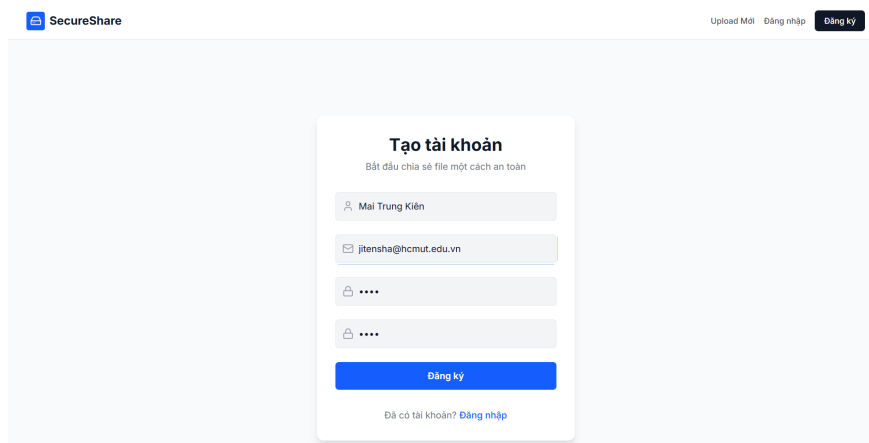 SecureShare
Upload Mới Đăng nhập Đăng ký
Tạo tài khoản
Bắt đầu chia sẻ file một cách an toàn
Mai Trung Kiên
jitensha@hcmut.edu.vn
••••
••••
Đăng ký
Đã có tài khoản? Đăng nhập